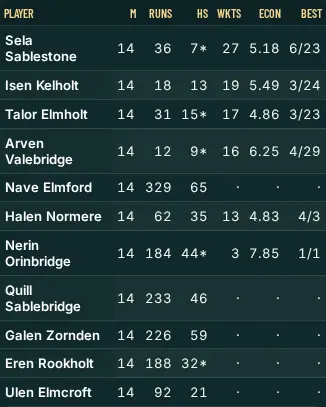 PLAYER M RUNS HS WKTS ECON BEST
Sela Sablestone 14 36 7* 27 5.18 6/23
Isen Kelholt 14 18 13 19 5.49 3/24
Talor Elmholt 14 31 15* 17 4.86 3/23
Arven Valebridge 14 12 9* 16 6.25 4/29
Nave Elmford 14 329 65 · · ·
Halen Normere 14 62 35 13 4.83 4/3
Nerin Orinbridge 14 184 44* 3 7.85 1/1
Quill Sablebridge 14 233 46 · · ·
Galen Zornden 14 226 59 · · ·
Eren Rookholt 14 188 32* · · ·
Ulen Elmcroft 14 92 21 · · ·